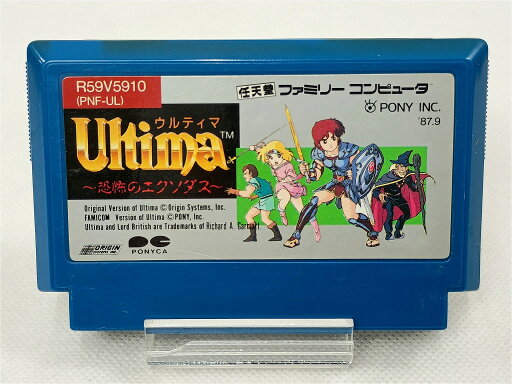 R59V5910
(PNF-UL)
任天堂 ファミリー コンピュータ
PONY INC.
'87.9
ウルティマ
Ultima™
~恐怖のエクソダス~
Original Version of Ultima © Origin Systems, Inc.
FAMICOM Version of Ultima © PONY, Inc.
Ultima and Lord British are Trademarks of Richard A. Garriott.
ORIGIN
SYSTEMS, INC.
PONYCA